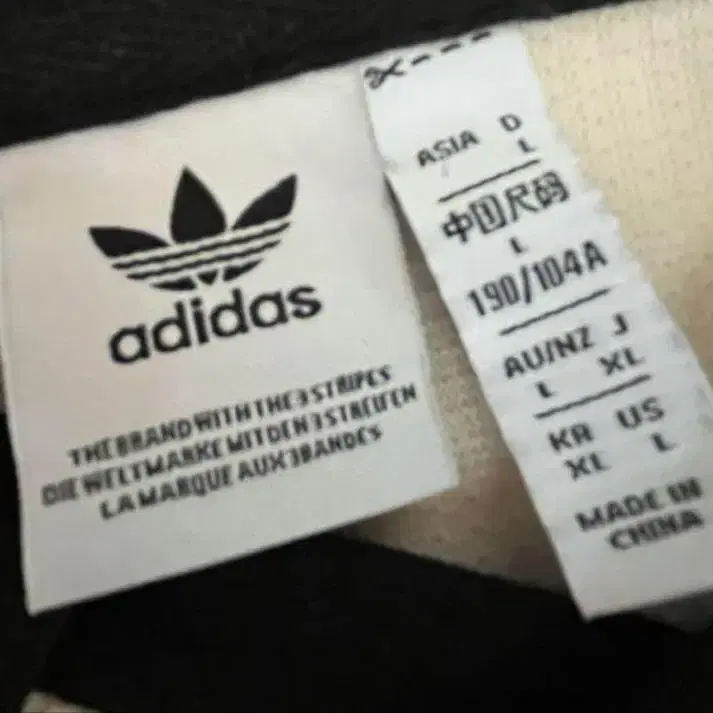 adidas
THE BRAND WITH THE 3 STRIPES
DIE WELTMARKE MIT DEN 3 STREIFEN
LA MARQUE AUX 3 BANDES
ASIA D
L
中国尺码
L
190/104A
AU/NZ J
L XL
KR US
XL L
MADE IN
CHINA